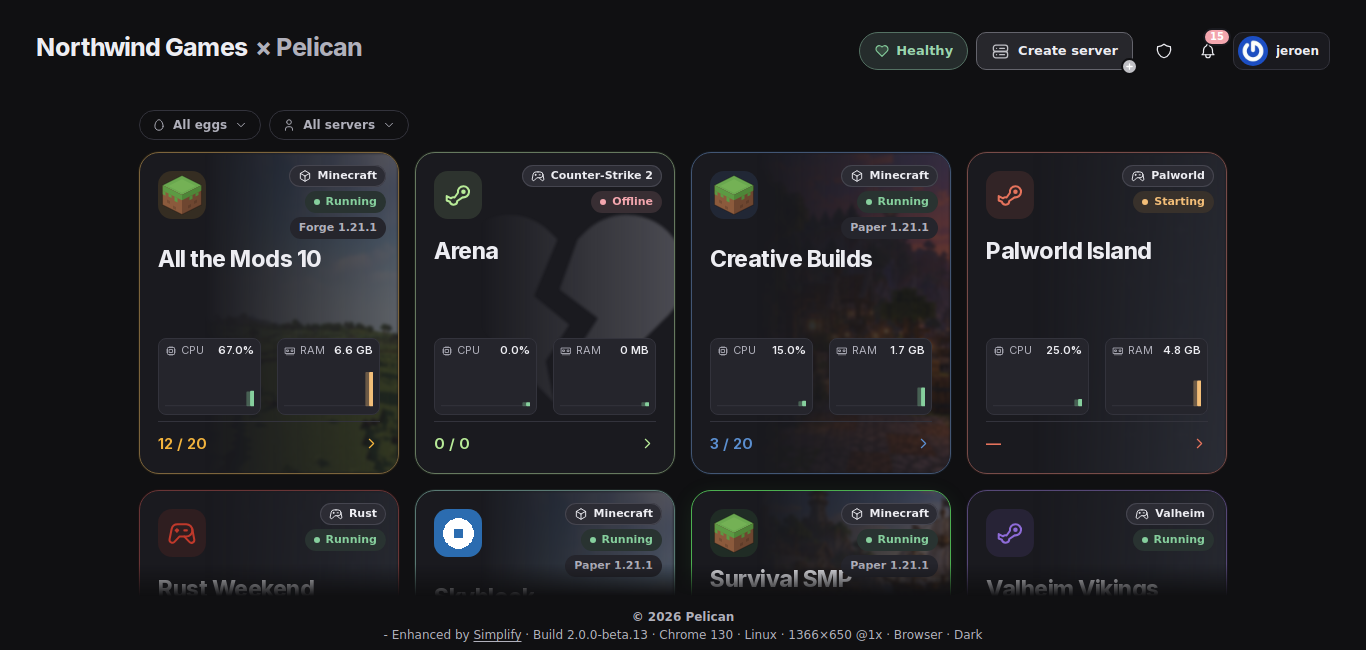 Northwind Games × Pelican
Healthy
Create server
15
jeroen
All eggs
All servers
Minecraft
Running
Forge 1.21.1
All the Mods 10
CPU 67.0%
RAM 6.6 GB
12 / 20
Counter-Strike 2
Offline
Arena
CPU 0.0%
RAM 0 MB
0 / 0
Minecraft
Running
Paper 1.21.1
Creative Builds
CPU 15.0%
RAM 1.7 GB
3 / 20
Palworld
Starting
Palworld Island
CPU 25.0%
RAM 4.8 GB
—
Rust
Running
Rust Weekend
Minecraft
Running
Paper 1.21.1
Skyblock
Minecraft
Running
Paper 1.21.1
Survival SMP
Valheim
Running
Valheim Vikings
© 2026 Pelican
- Enhanced by Simplify · Build 2.0.0-beta.13 · Chrome 130 · Linux · 1366×650 @1x · Browser · Dark